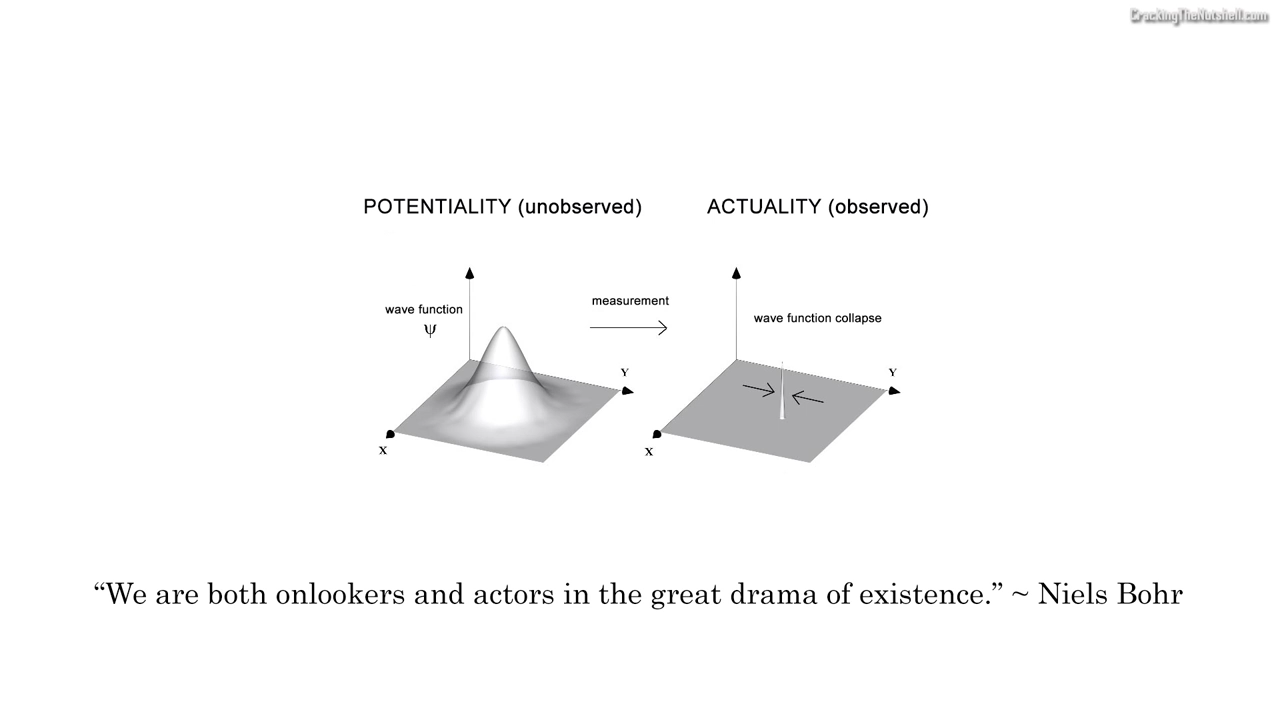 CrackingTheNutshell.com
POTENTIALITY (unobserved)
ACTUALITY (observed)
wave function
ψ
measurement
wave function collapse
Y
X
Y
X
“We are both onlookers and actors in the great drama of existence.” ~ Niels Bohr